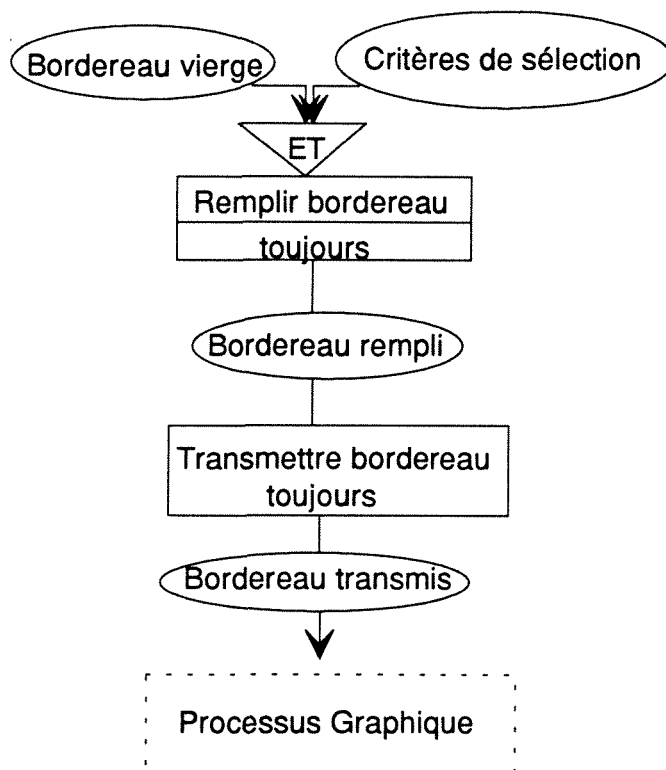 Bordereau vierge
Critères de sélection
ET
Remplir bordereau
toujours
Bordereau rempli
Transmettre bordereau
toujours
Bordereau transmis
Processus Graphique